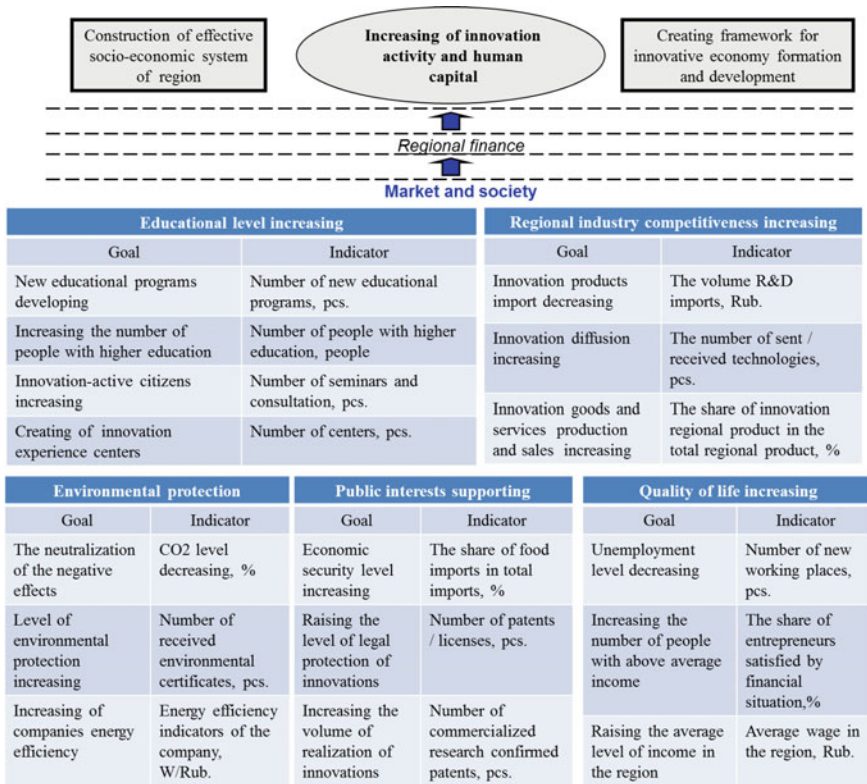 Construction of effective
socio-economic system
of region
Increasing of innovation
activity and human
capital
Creating framework for
innovative economy formation
and development
Regional finance
Market and society
Educational level increasing
Goal Indicator
New educational programs
developing
Number of new educational
programs, pcs.
Increasing the number of
people with higher education
Number of people with higher
education, people
Innovation-active citizens
increasing
Number of seminars and
consultation, pcs.
Creating of innovation
experience centers
Number of centers, pcs.
Regional industry competitiveness increasing
Goal Indicator
Innovation products
import decreasing
The volume R&D
imports, Rub.
Innovation diffusion
increasing
The number of sent /
received technologies,
pcs.
Innovation goods and
services production
and sales increasing
The share of innovation
regional product in the
total regional product, %
Environmental protection
Goal Indicator
The neutralization
of the negative
effects
CO2 level
decreasing, %
Level of
environmental
protection
increasing
Number of
received
environmental
certificates, pcs.
Increasing of
companies energy
efficiency
Energy efficiency
indicators of the
company,
W/Rub.
Public interests supporting
Goal Indicator
Economic
security level
increasing
The share of food
imports in total
imports, %
Raising the
level of legal
protection of
innovations
Number of patents
/ licenses, pcs.
Increasing the
volume of
realization of
innovations
Number of
commercialized
research confirmed
patents, pcs.
Quality of life increasing
Goal Indicator
Unemployment
level decreasing
Number of new
working places,
pcs.
Increasing the
number of people
with above average
income
The share of
entrepreneurs
satisfied by
financial
situation,%
Raising the average
level of income in
the region
Average wage in
the region, Rub.